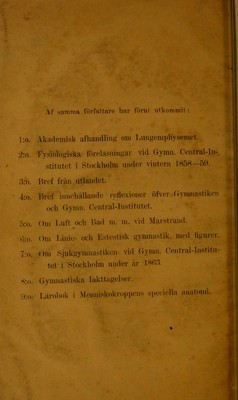 Af samma författare har förut utkommit:
1:o. Akademisk afhandling om Lungemphysemet.
2:o. Fysiologiska föreläsningar vid Gymn. Central-In-
stitutet i Stockholm under vintern 1858—59.
3:o. Bref från utlandet.
4:o. Bref innehållande reflexioner öfver Gymnastiken
och Gymn. Central-Institutet.
5:o. Om Luft och Bad m. m. vid Marstrand.
6:o. Om Linie- och Estetisk gymnastik, med figurer.
7:o. Om Sjukgymnastiken vid Gymn. Central-Institu-
tet i Stockholm under år 1863.
8:o. Gymnastiska Iakttagelser.
9:o. Lärobok i Menniskokroppens speciella anatomi.